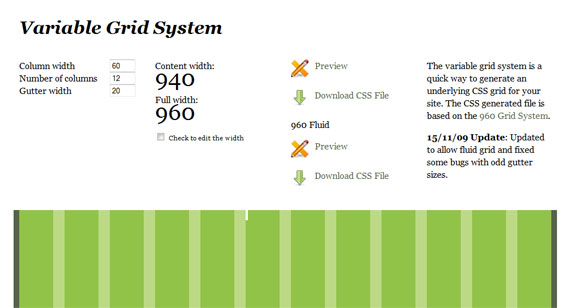 Variable Grid System
Column width 60
Number of columns 12
Gutter width 20
Content width:
940
Full width:
960
Check to edit the width
Preview
Download CSS File
960 Fluid
Preview
Download CSS File
The variable grid system is a
quick way to generate an
underlying CSS grid for your
site. The CSS generated file is
based on the 960 Grid System.
15/11/09 Update: Updated
to allow fluid grid and fixed
some bugs with odd gutter
sizes.